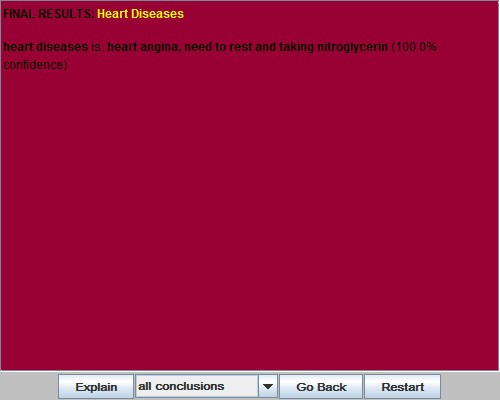 FINAL RESULTS: Heart Diseases
heart diseases is: heart angina, need to rest and taking nitroglycerin (100.0%
confidence)
Explain all conclusions Go Back Restart